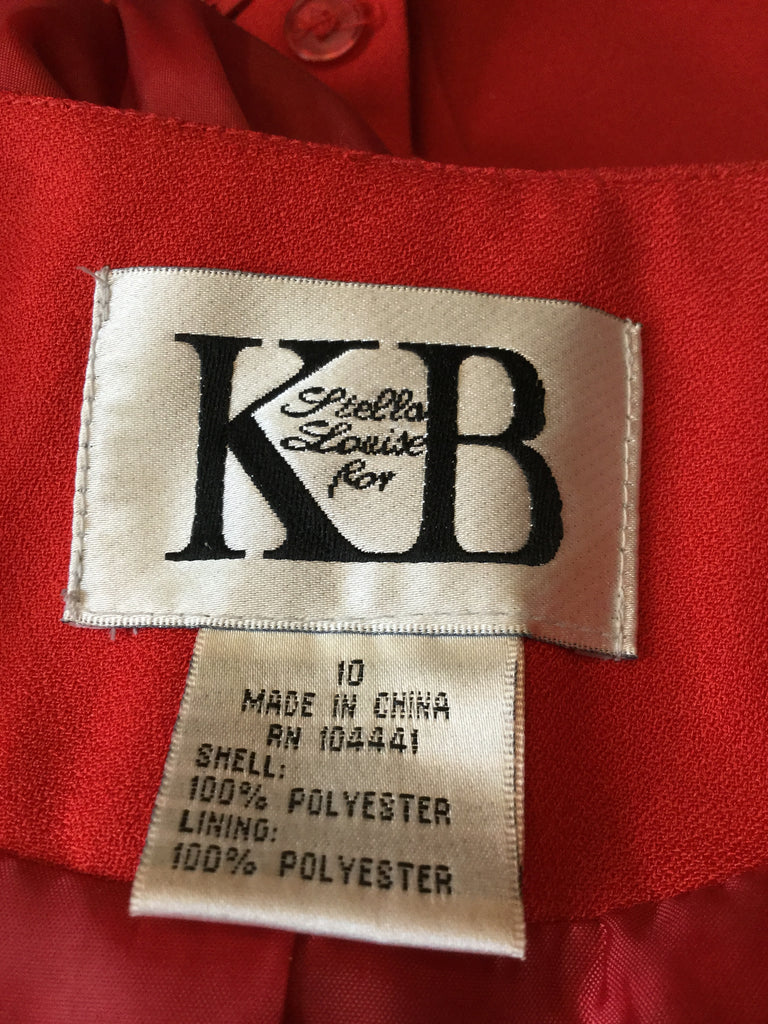 KB
Stella
Louise
for
10
MADE IN CHINA
RN 104441
SHELL:
100% POLYESTER
LINING:
100% POLYESTER